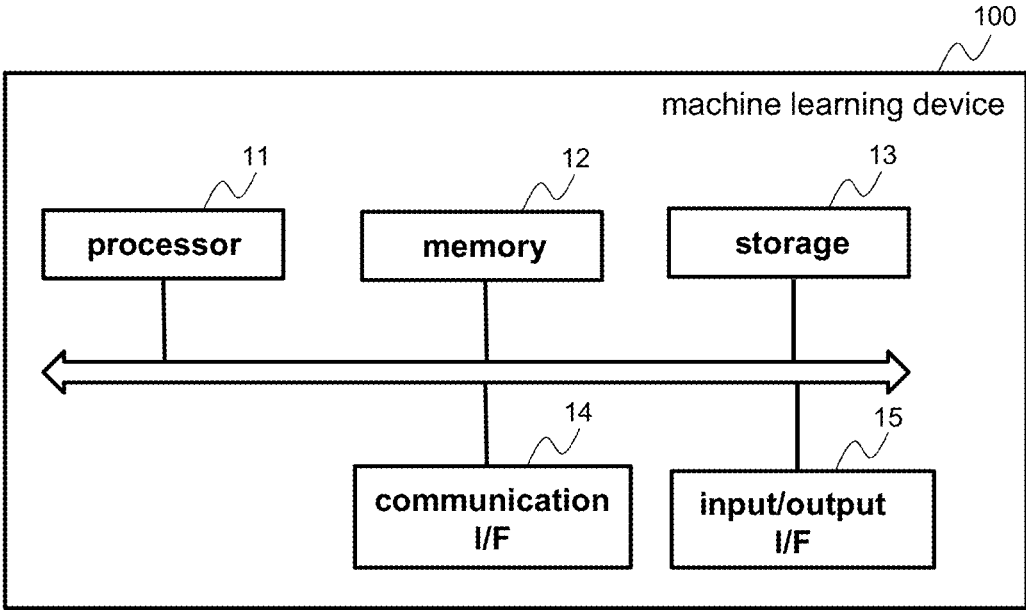 100
machine learning device
11
12
13
processor
memory
storage
14
15
communication
I/F
input/output
I/F